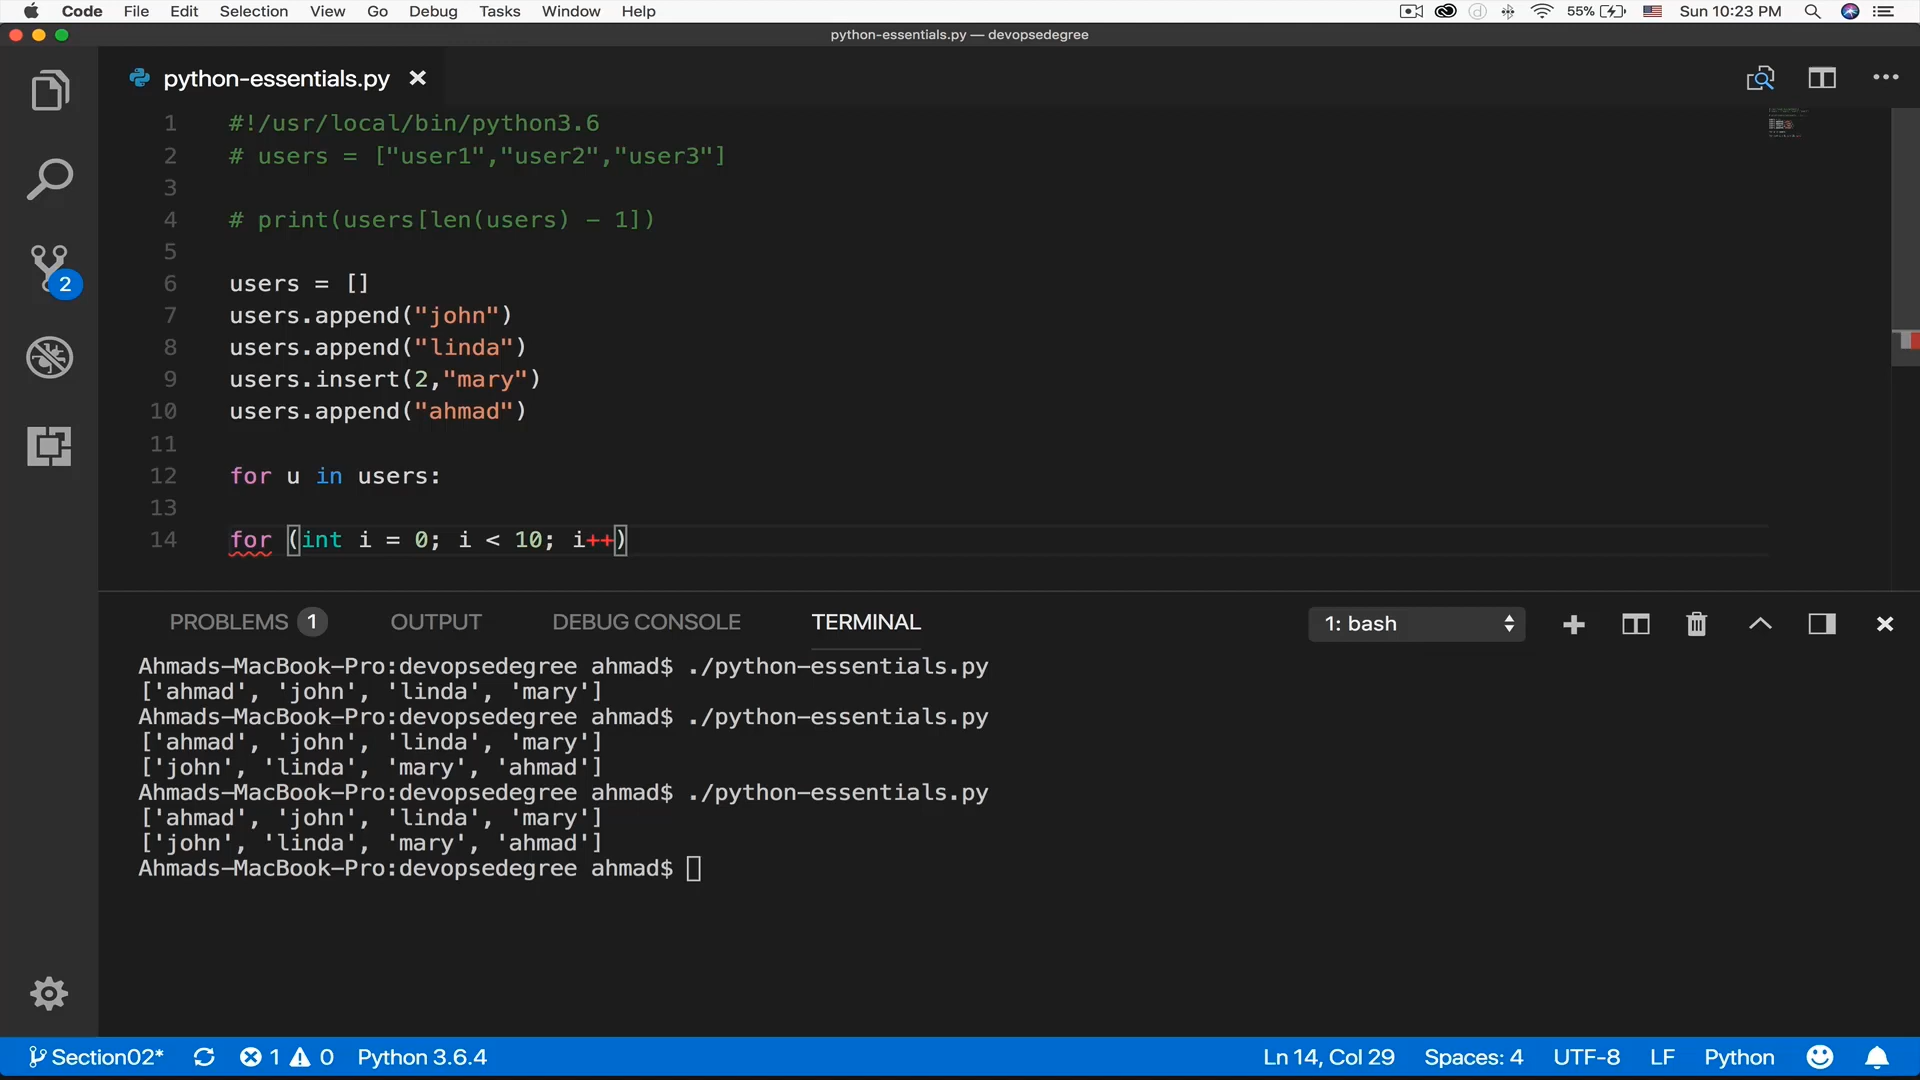 Code File Edit Selection View Go Debug Tasks Window Help 55% Sun 10:23 PM
python-essentials.py — devopsedegree
python-essentials.py
1 #!/usr/local/bin/python3.6
2 # users = ["user1","user2","user3"]
3
4 # print(users[len(users) - 1])
5
6 users = []
7 users.append("john")
8 users.append("linda")
9 users.insert(2,"mary")
10 users.append("ahmad")
11
12 for u in users:
13
14 for (int i = 0; i < 10; i++)
2
PROBLEMS 1 OUTPUT DEBUG CONSOLE TERMINAL 1: bash
Ahmads-MacBook-Pro:devopsedegree ahmad$ ./python-essentials.py
['ahmad', 'john', 'linda', 'mary']
Ahmads-MacBook-Pro:devopsedegree ahmad$ ./python-essentials.py
['ahmad', 'john', 'linda', 'mary']
['john', 'linda', 'mary', 'ahmad']
Ahmads-MacBook-Pro:devopsedegree ahmad$ ./python-essentials.py
['ahmad', 'john', 'linda', 'mary']
['john', 'linda', 'mary', 'ahmad']
Ahmads-MacBook-Pro:devopsedegree ahmad$
Section02* 1 0 Python 3.6.4 Ln 14, Col 29 Spaces: 4 UTF-8 LF Python